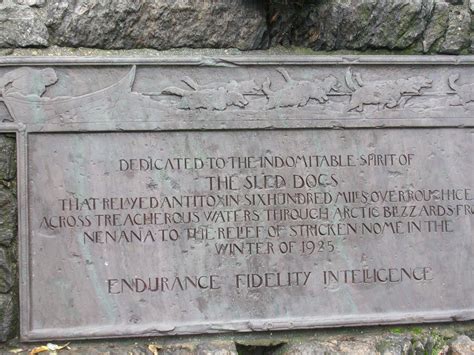 DEDICATED TO THE INDOMITABLE SPIRIT OF
THE SLED DOGS
THAT RELAYED ANTITOXIN SIX HUNDRED MILES OVER ROUGH ICE
ACROSS TREACHEROUS WATERS THROUGH ARCTIC BLIZZARDS FR
NENANA TO THE RELIEF OF STRICKEN NOME IN THE
WINTER OF 1925
ENDURANCE FIDELITY INTELLIGENCE